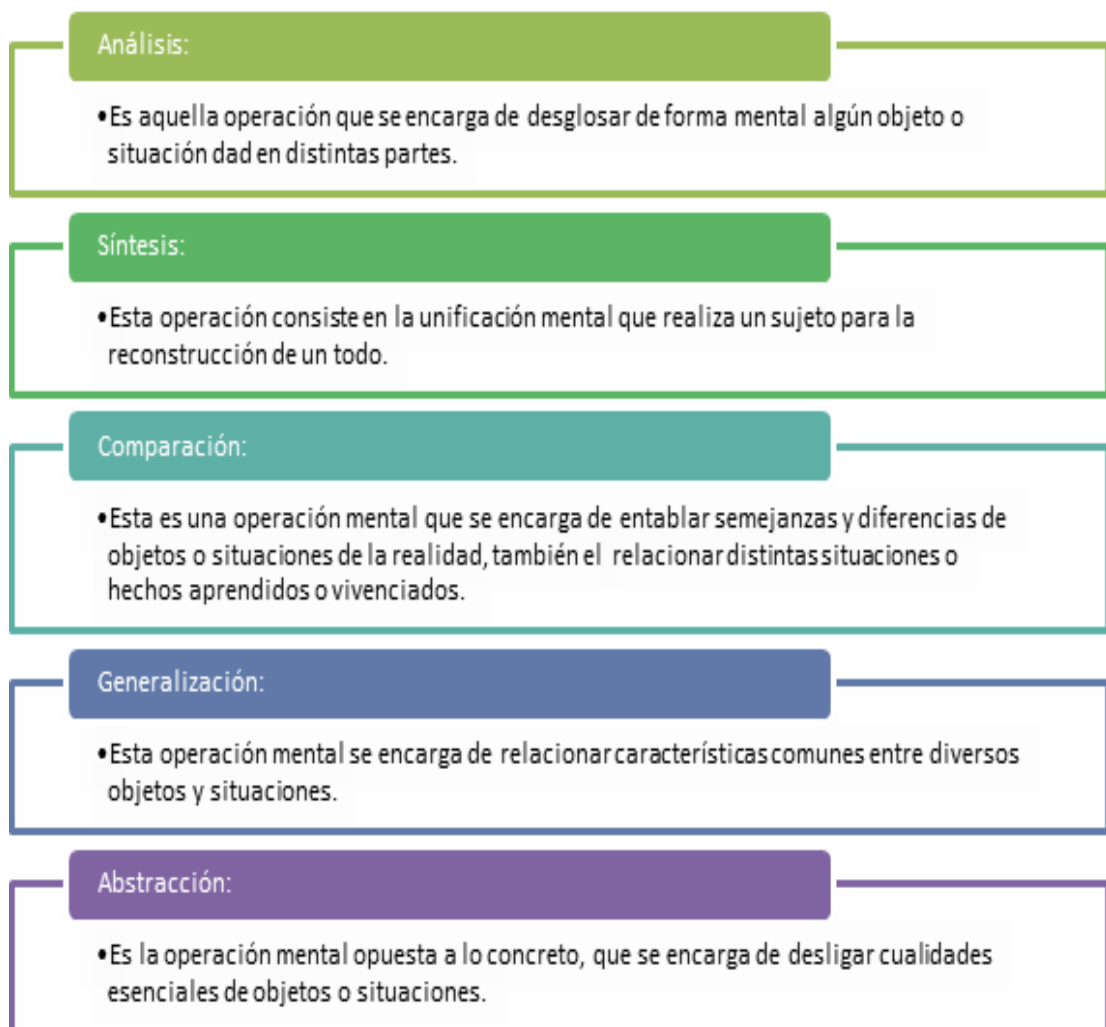 Análisis:
•Es aquella operación que se encarga de desglosar de forma mental algún objeto o
situación dad en distintas partes.
Síntesis:
•Esta operación consiste en la unificación mental que realiza un sujeto para la
reconstrucción de un todo.
Comparación:
•Esta es una operación mental que se encarga de entablar semejanzas y diferencias de
objetos o situaciones de la realidad, también el relacionar distintas situaciones o
hechos aprendidos o vivenciados.
Generalización:
•Esta operación mental se encarga de relacionar características comunes entre diversos
objetos y situaciones.
Abstracción:
•Es la operación mental opuesta a lo concreto, que se encarga de desligar cualidades
esenciales de objetos o situaciones.